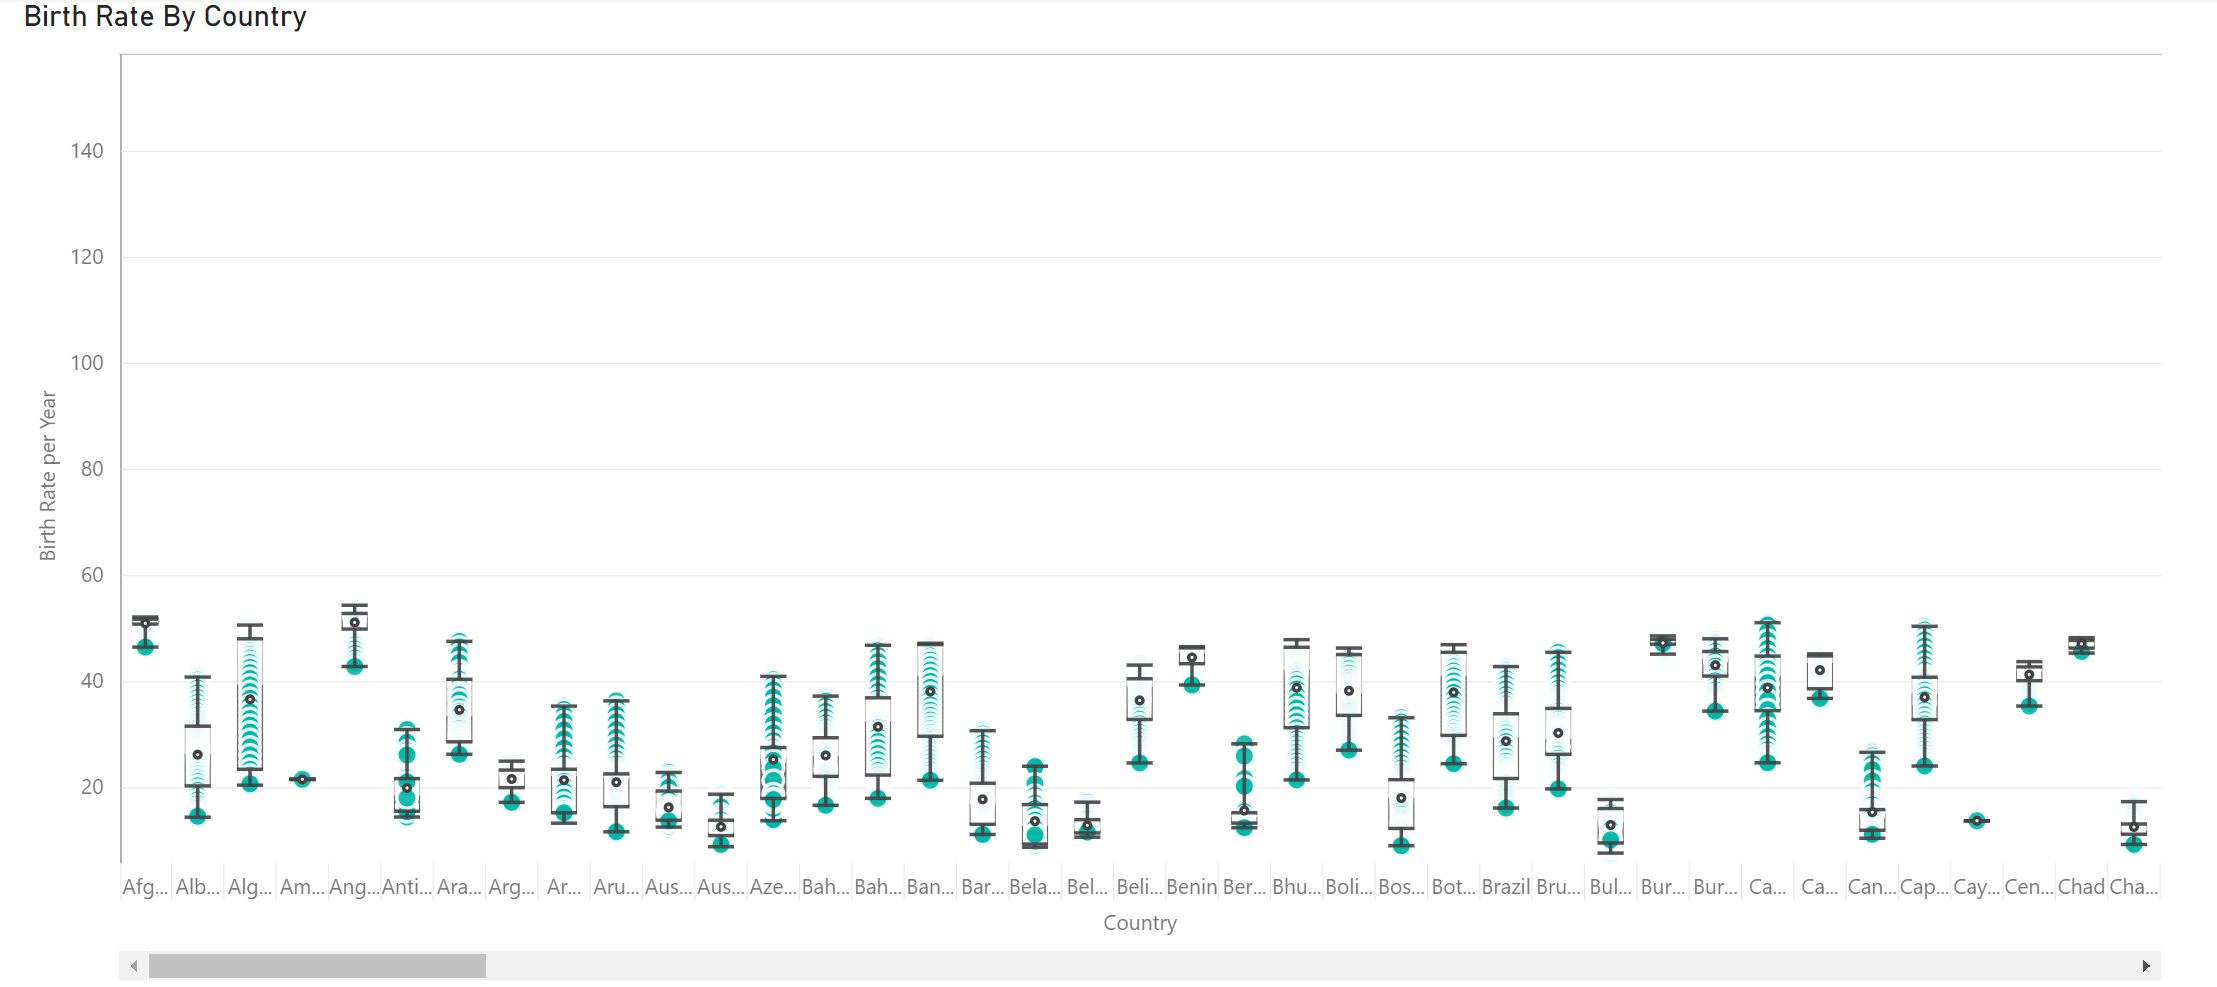 Birth Rate By Country
Birth Rate per Year
140
120
100
80
60
40
20
Afg... Alb... Alg... Am... Ang... Anti... Ara... Arg... Ar... Aru... Aus... Aus... Aze... Bah... Bah... Ban... Bar... Bela... Bel... Beli... Benin Ber... Bhu... Boli... Bos... Bot... Brazil Bru... Bul... Bur... Bur... Ca... Ca... Can... Cap... Cay... Cen... Chad Cha...
Country